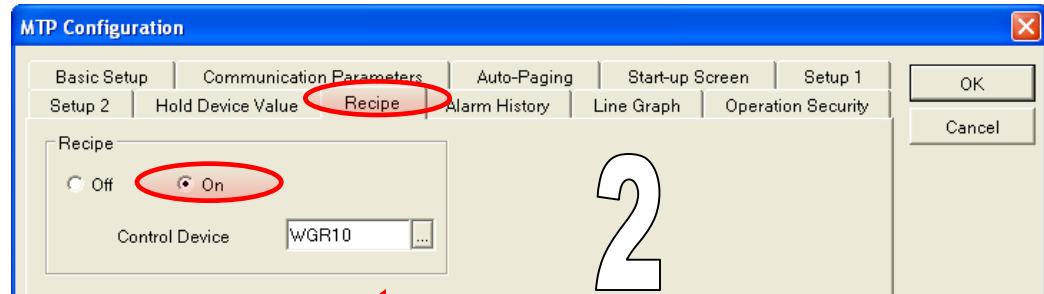 MTP Configuration
Basic Setup Communication Parameters Auto-Paging Start-up Screen Setup 1
Setup 2 Hold Device Value Recipe Alarm History Line Graph Operation Security
OK
Cancel
Recipe
Off On
Control Device WGR10 ...
2